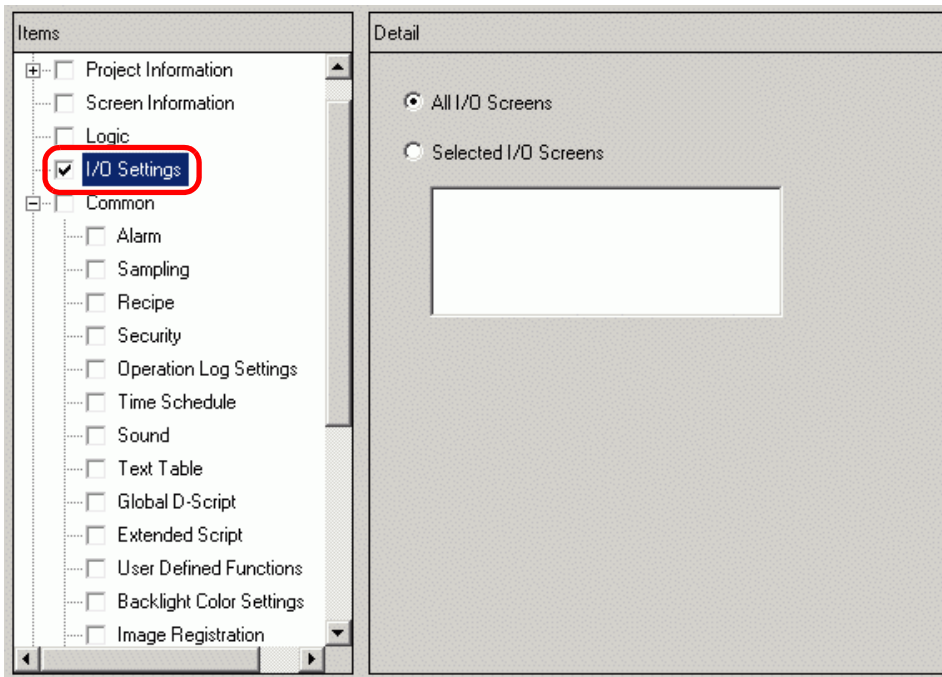 Items
Project Information
Screen Information
Logic
I/O Settings
Common
Alarm
Sampling
Recipe
Security
Operation Log Settings
Time Schedule
Sound
Text Table
Global D-Script
Extended Script
User Defined Functions
Backlight Color Settings
Image Registration
Detail
All I/O Screens
Selected I/O Screens